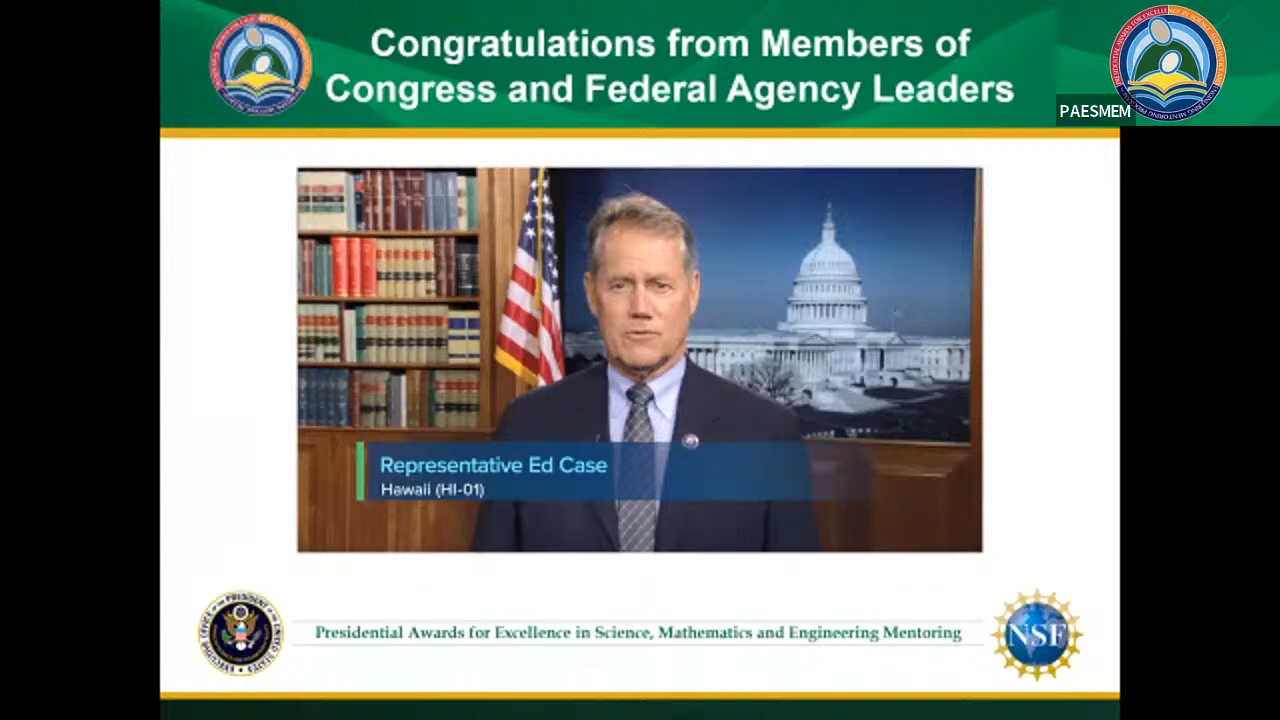 Congratulations from Members of
Congress and Federal Agency Leaders
PAESMEM
Representative Ed Case
Hawaii (HI-01)
Presidential Awards for Excellence in Science, Mathematics and Engineering Mentoring
NSF